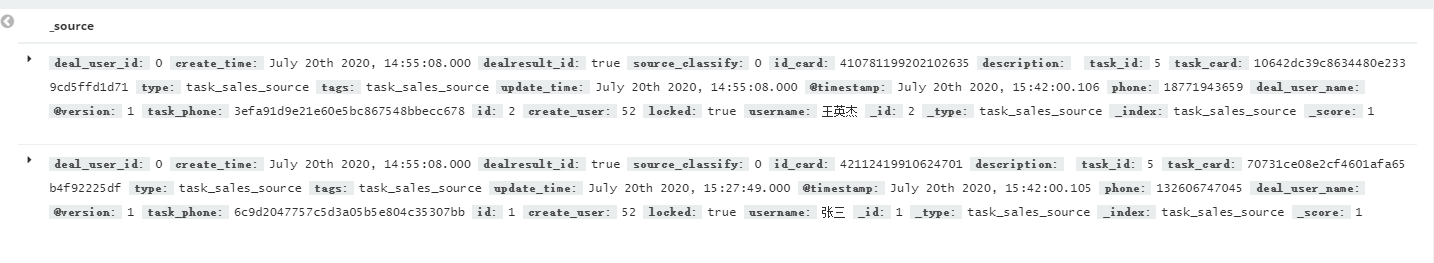 _source
deal_user_id: 0 create_time: July 20th 2020, 14:55:08.000 dealresult_id: true source_classify: 0 id_card: 410781199202102635 description: task_id: 5 task_card: 10642dc39c8634480e233
9cd5ffd1d71 type: task_sales_source tags: task_sales_source update_time: July 20th 2020, 14:55:08.000 @timestamp: July 20th 2020, 15:42:00.106 phone: 18771943659 deal_user_name:
@version: 1 task_phone: 3efa91d9e21e60e5bc867548bbecc678 id: 2 create_user: 52 locked: true username: 王英杰 _id: 2 _type: task_sales_source _index: task_sales_source _score: 1
deal_user_id: 0 create_time: July 20th 2020, 14:55:08.000 dealresult_id: true source_classify: 0 id_card: 42112419910624701 description: task_id: 5 task_card: 70731ce08e2cf4601afa65
b4f92225df type: task_sales_source tags: task_sales_source update_time: July 20th 2020, 15:27:49.000 @timestamp: July 20th 2020, 15:42:00.105 phone: 132606747045 deal_user_name:
@version: 1 task_phone: 6c9d2047757c5d3a05b5e804c35307bb id: 1 create_user: 52 locked: true username: 张三 _id: 1 _type: task_sales_source _index: task_sales_source _score: 1